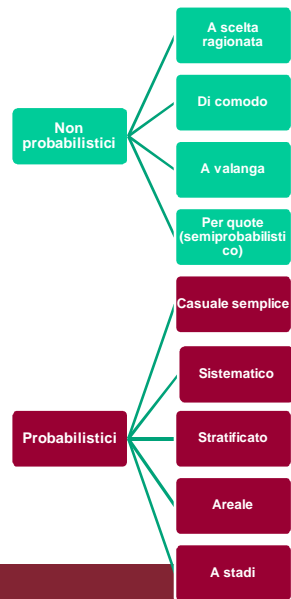 A scelta
ragionata
Di comodo
Non
probabilistici
A valanga
Per quote
(semiprobabilisti
co)
Casuale semplice
Sistematico
Probabilistici
Stratificato
Areale
A stadi